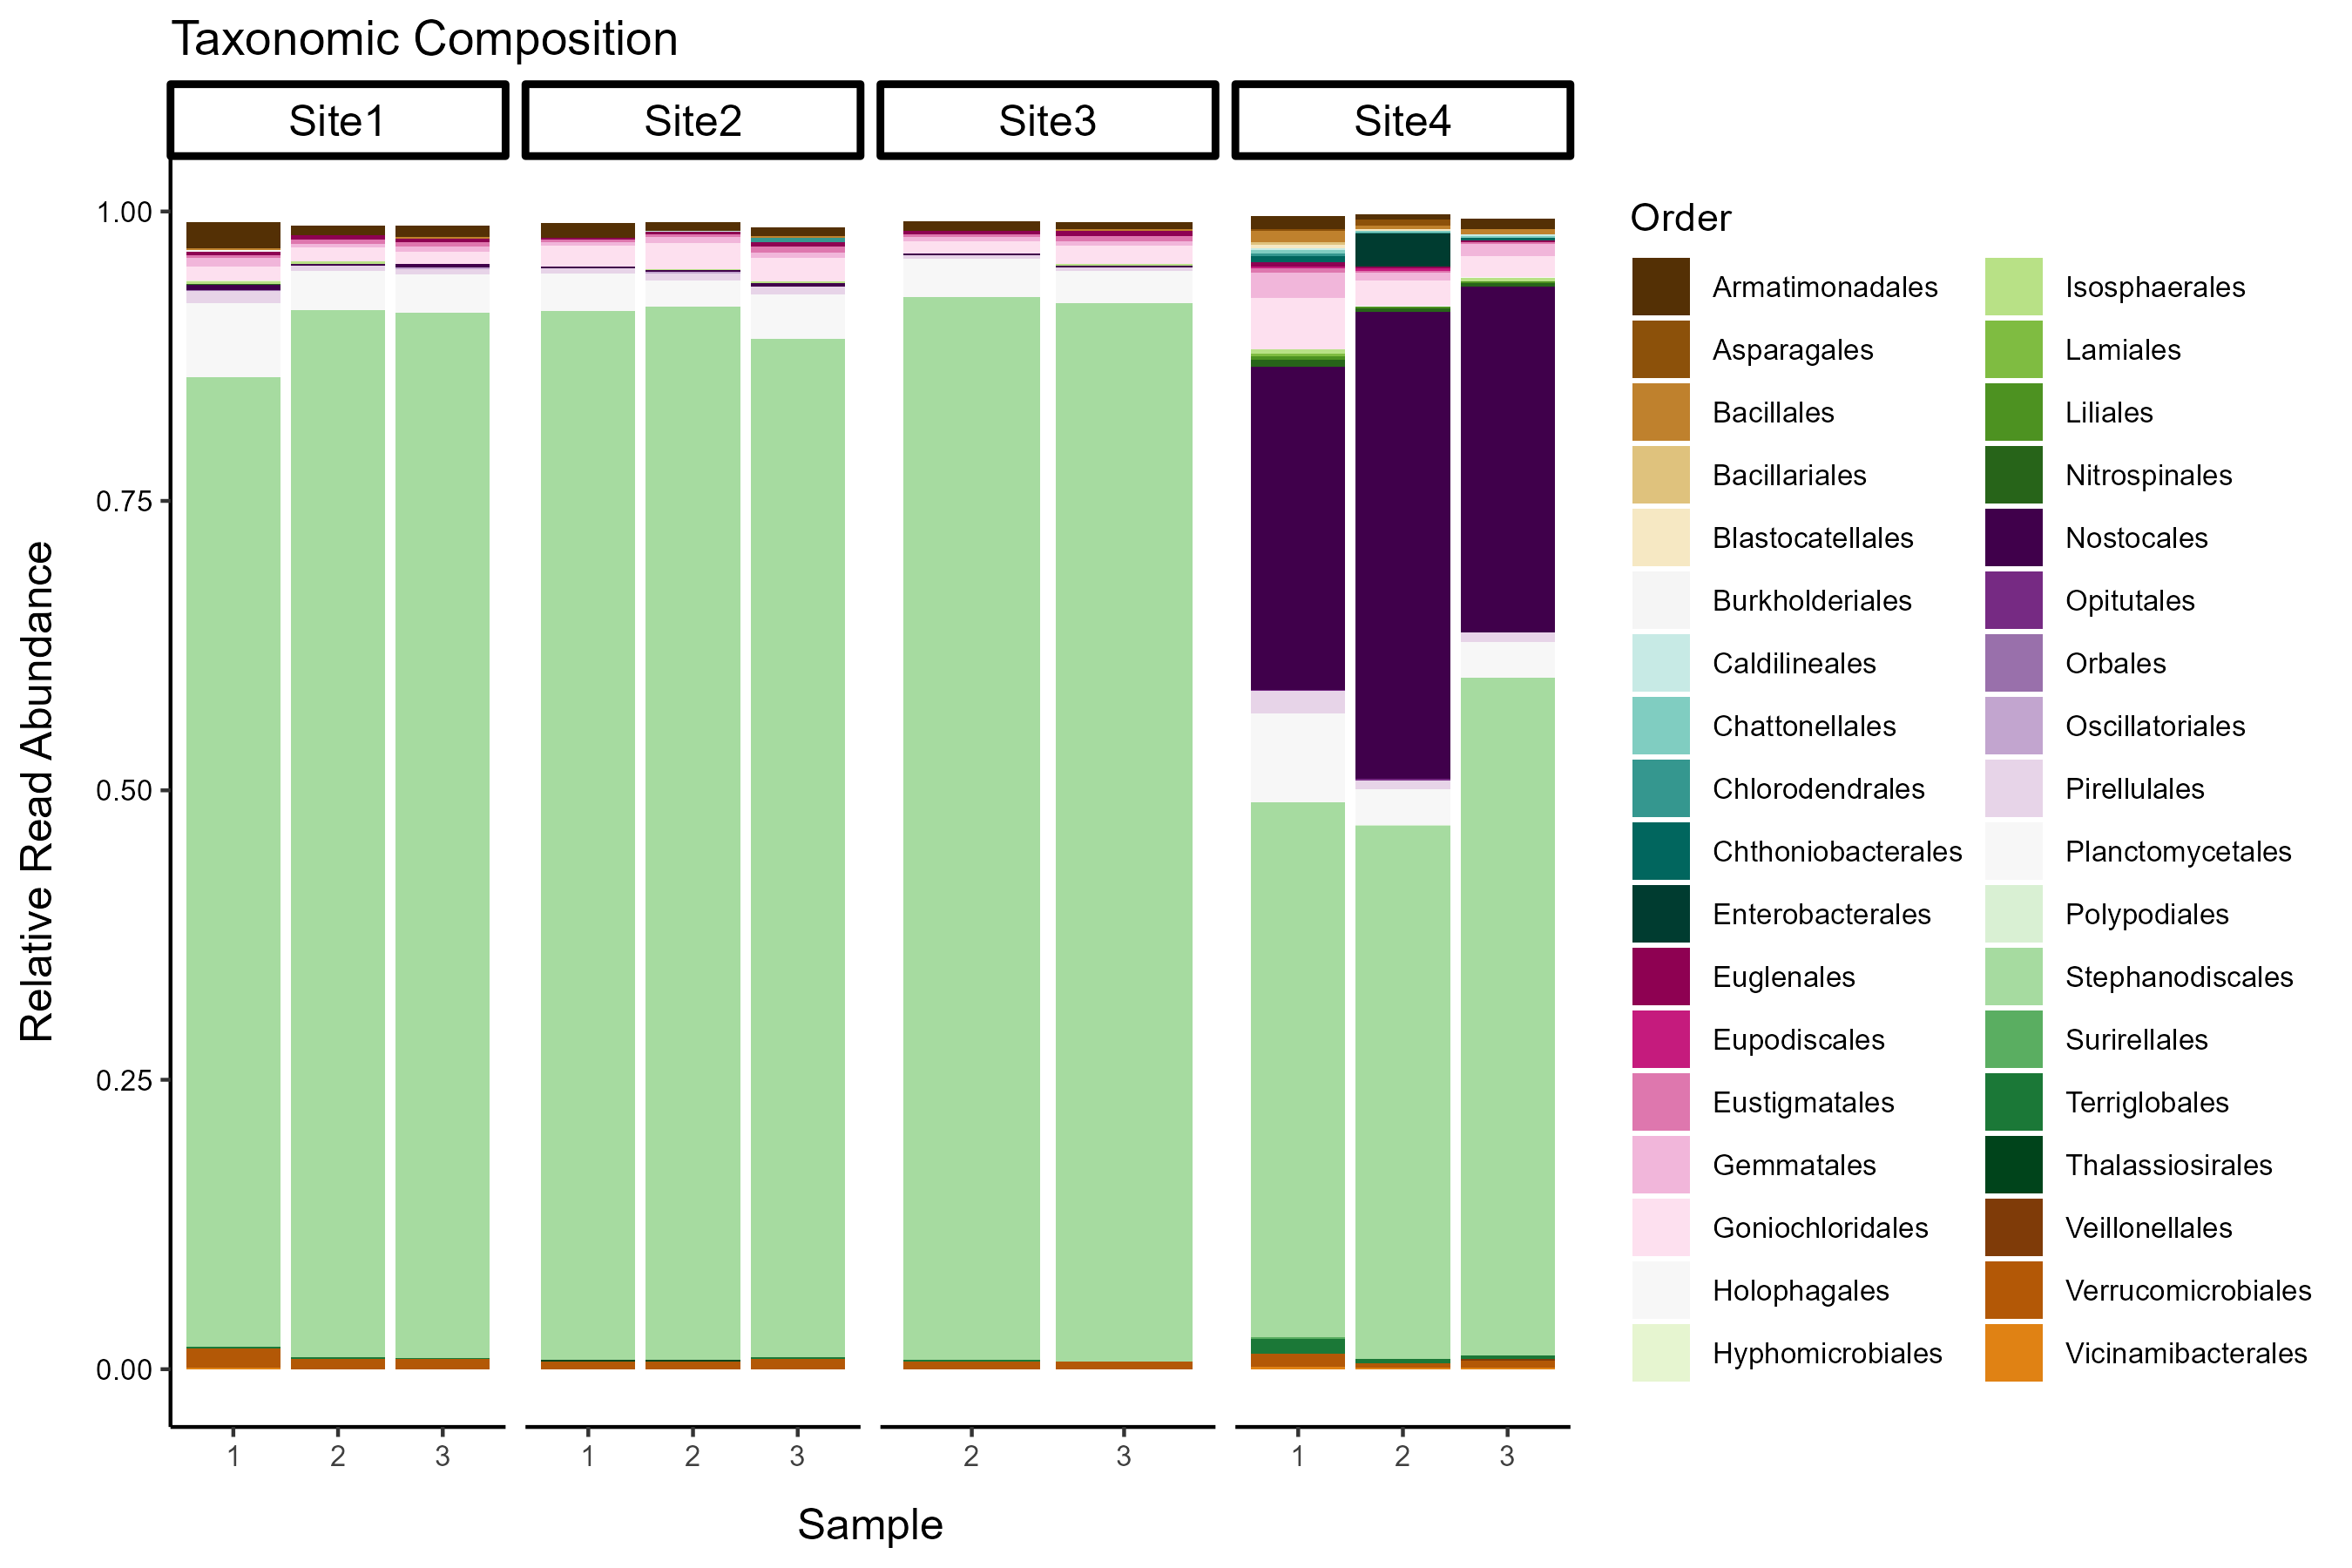 Taxonomic Composition
Site1
Site2
Site3
Site4
1.00
0.75
0.50
0.25
0.00
Relative Read Abundance
1
2
3
1
2
3
2
3
1
2
3
Sample
Order
Armatimonadales
Asparagales
Bacillales
Bacillariales
Blastocatellales
Burkholderiales
Caldilineales
Chattonellales
Chlorodendrales
Chthoniobacterales
Enterobacterales
Euglenales
Eupodiscales
Eustigmatales
Gemmatales
Goniochloridales
Holophagales
Hyphomicrobiales
Isosphaerales
Lamiales
Liliales
Nitrospinales
Nostocales
Opitutales
Orbales
Oscillatoriales
Pirellulales
Planctomycetales
Polypodiales
Stephanodiscales
Surirellales
Terriglobales
Thalassiosirales
Veillonellales
Verrucomicrobiales
Vicinamibacterales